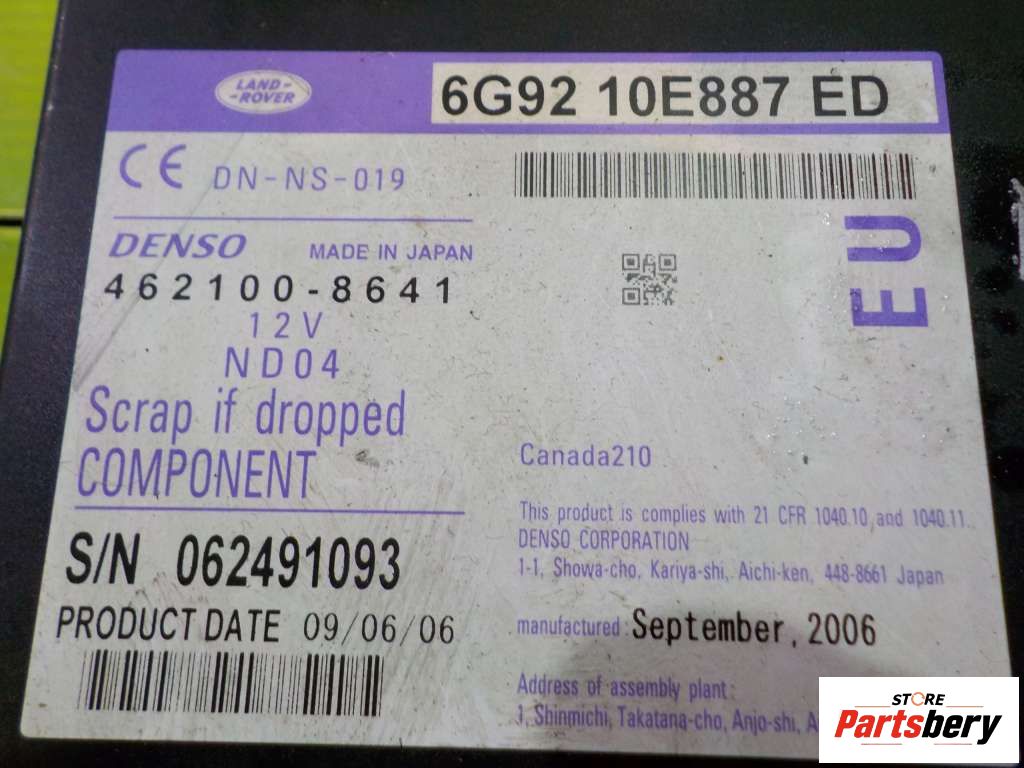 LAND-
-ROVER
6G92 10E887 ED
CE DN-NS-019
EU
DENSO MADE IN JAPAN
462100-8641
12V
ND04
Scrap if dropped
COMPONENT
Canada210
This product is complies with 21 CFR 1040.10 and 1040.11.
DENSO CORPORATION
1-1, Showa-cho, Kariya-shi, Aichi-ken, 448-8661 Japan
S/N 062491093
PRODUCT DATE 09/06/06
manufactured: September, 2006
Address of assembly plant:
1, Shinmichi, Takatana-cho, Anjo-shi,
STORE
Partsbery